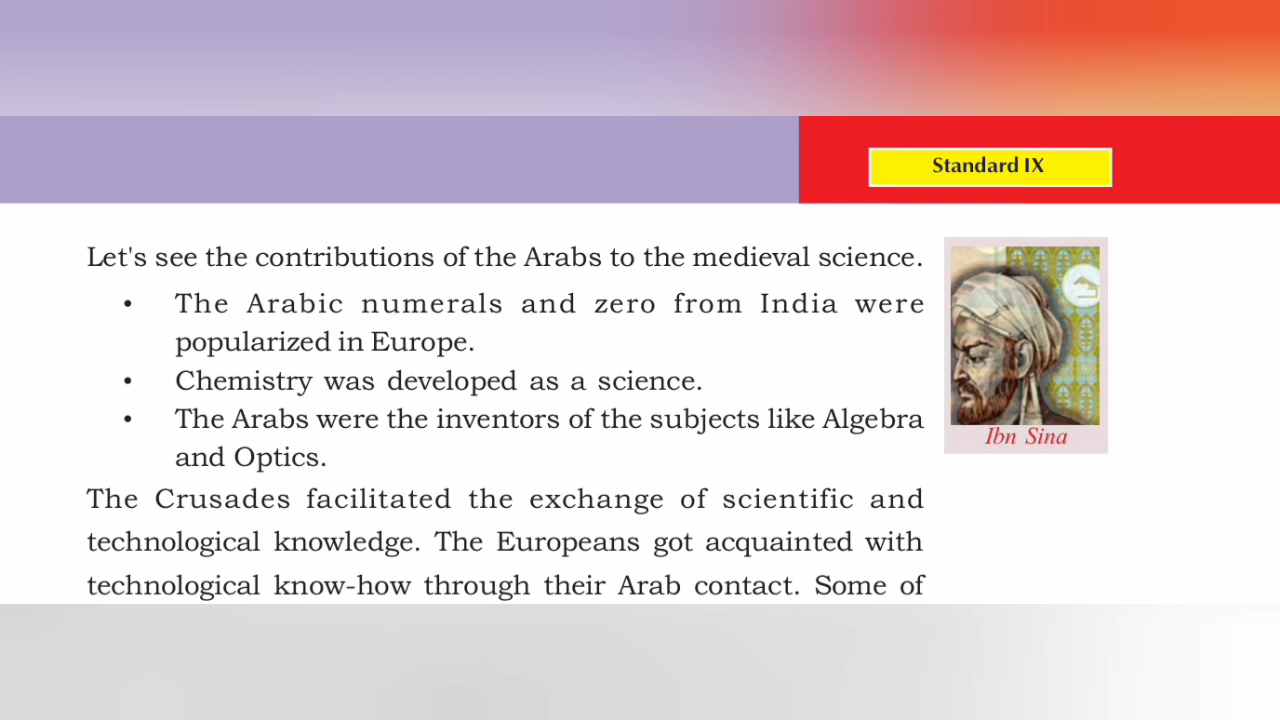 Standard IX
Let's see the contributions of the Arabs to the medieval science.
• The Arabic numerals and zero from India were
popularized in Europe.
• Chemistry was developed as a science.
• The Arabs were the inventors of the subjects like Algebra
and Optics.
Ibn Sina
The Crusades facilitated the exchange of scientific and
technological knowledge. The Europeans got acquainted with
technological know-how through their Arab contact. Some of